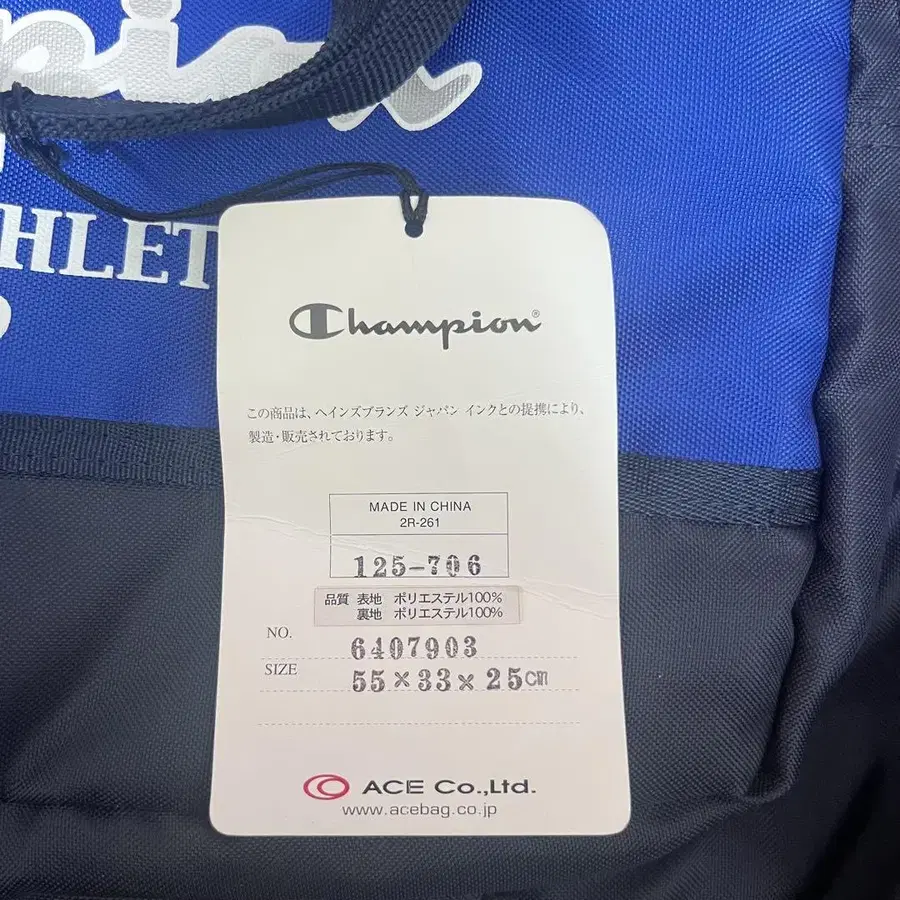 pion
THLET
Champion®
この商品は、ヘインズブランズ ジャパン インクとの提携により、
製造・販売されております。
MADE IN CHINA
2R-261
125-706
品質 表地 ポリエステル100%
裏地 ポリエステル100%
NO. 6407903
SIZE 55×33×25cm
ACE Co.,Ltd.
www.acebag.co.jp